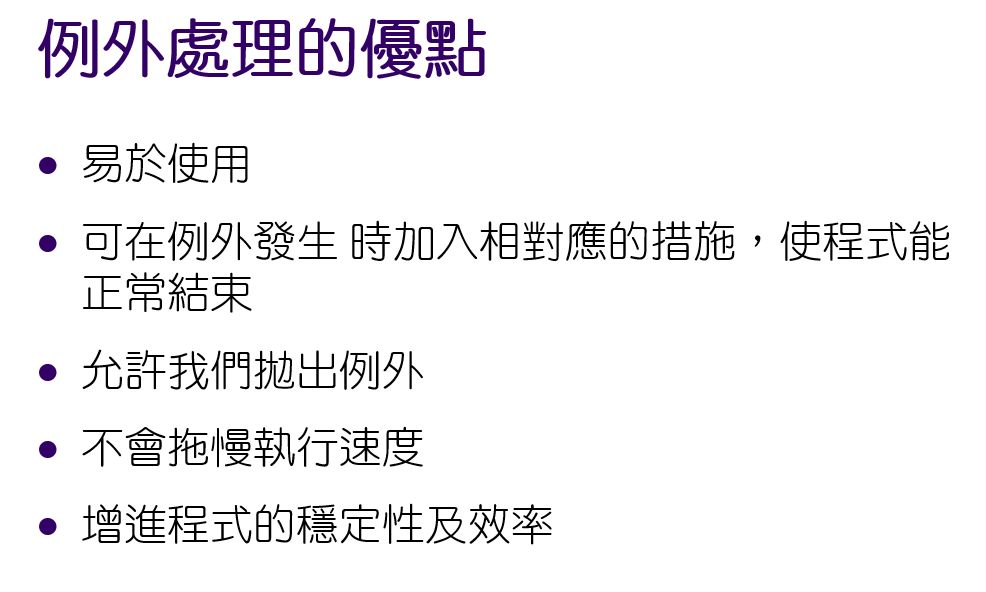 例外處理的優點
• 易於使用
• 可在例外發生 時加入相對應的措施，使程式能
正常結束
• 允許我們拋出例外
• 不會拖慢執行速度
• 增進程式的穩定性及效率